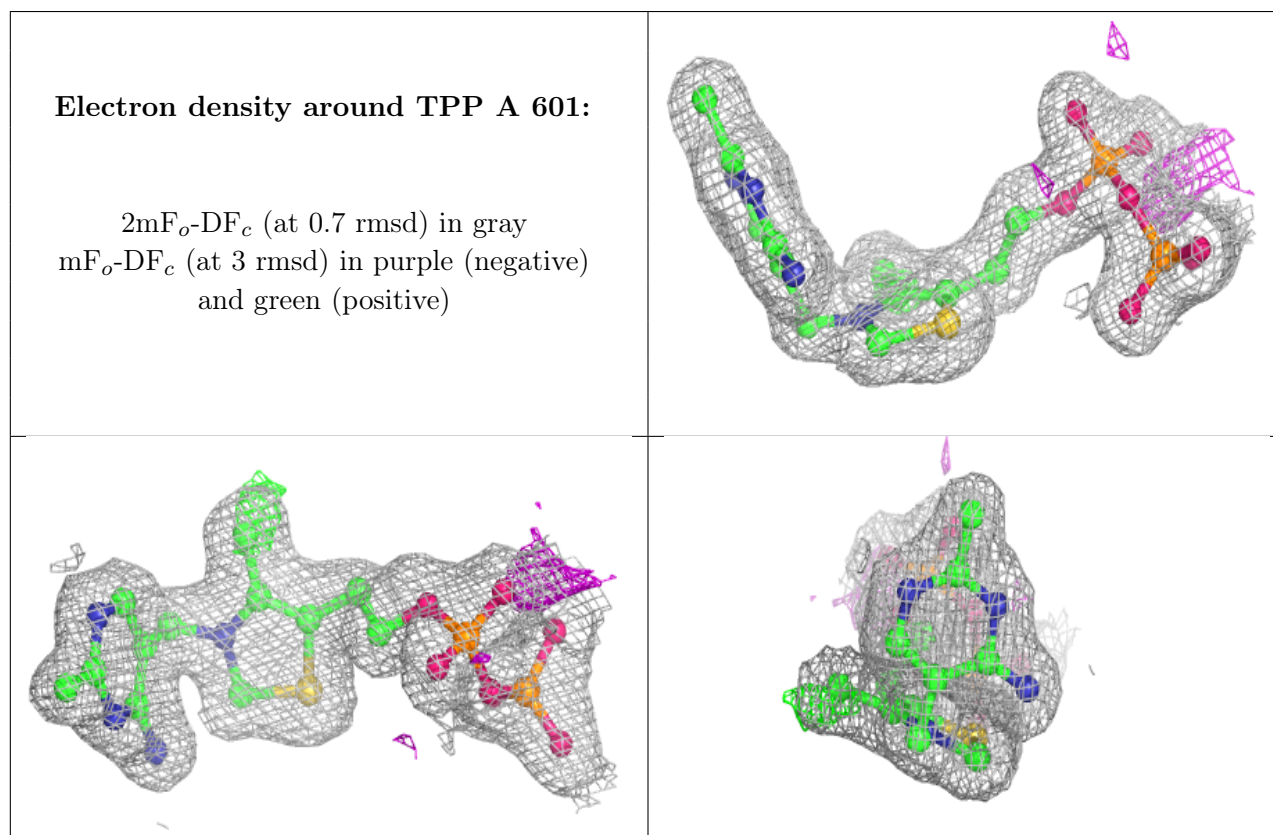 Electron density around TPP A 601:
2mFₒ-DF𝑐 (at 0.7 rmsd) in gray
mFₒ-DF𝑐 (at 3 rmsd) in purple (negative)
and green (positive)